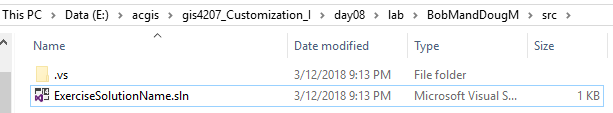 This PC > Data (E:) > acgis > gis4207_Customization_I > day08 > lab > BobMandDougM > src >
Name Date modified Type Size
.vs 3/12/2018 9:13 PM File folder
ExerciseSolutionName.sln 3/12/2018 9:13 PM Microsoft Visual S... 1 KB